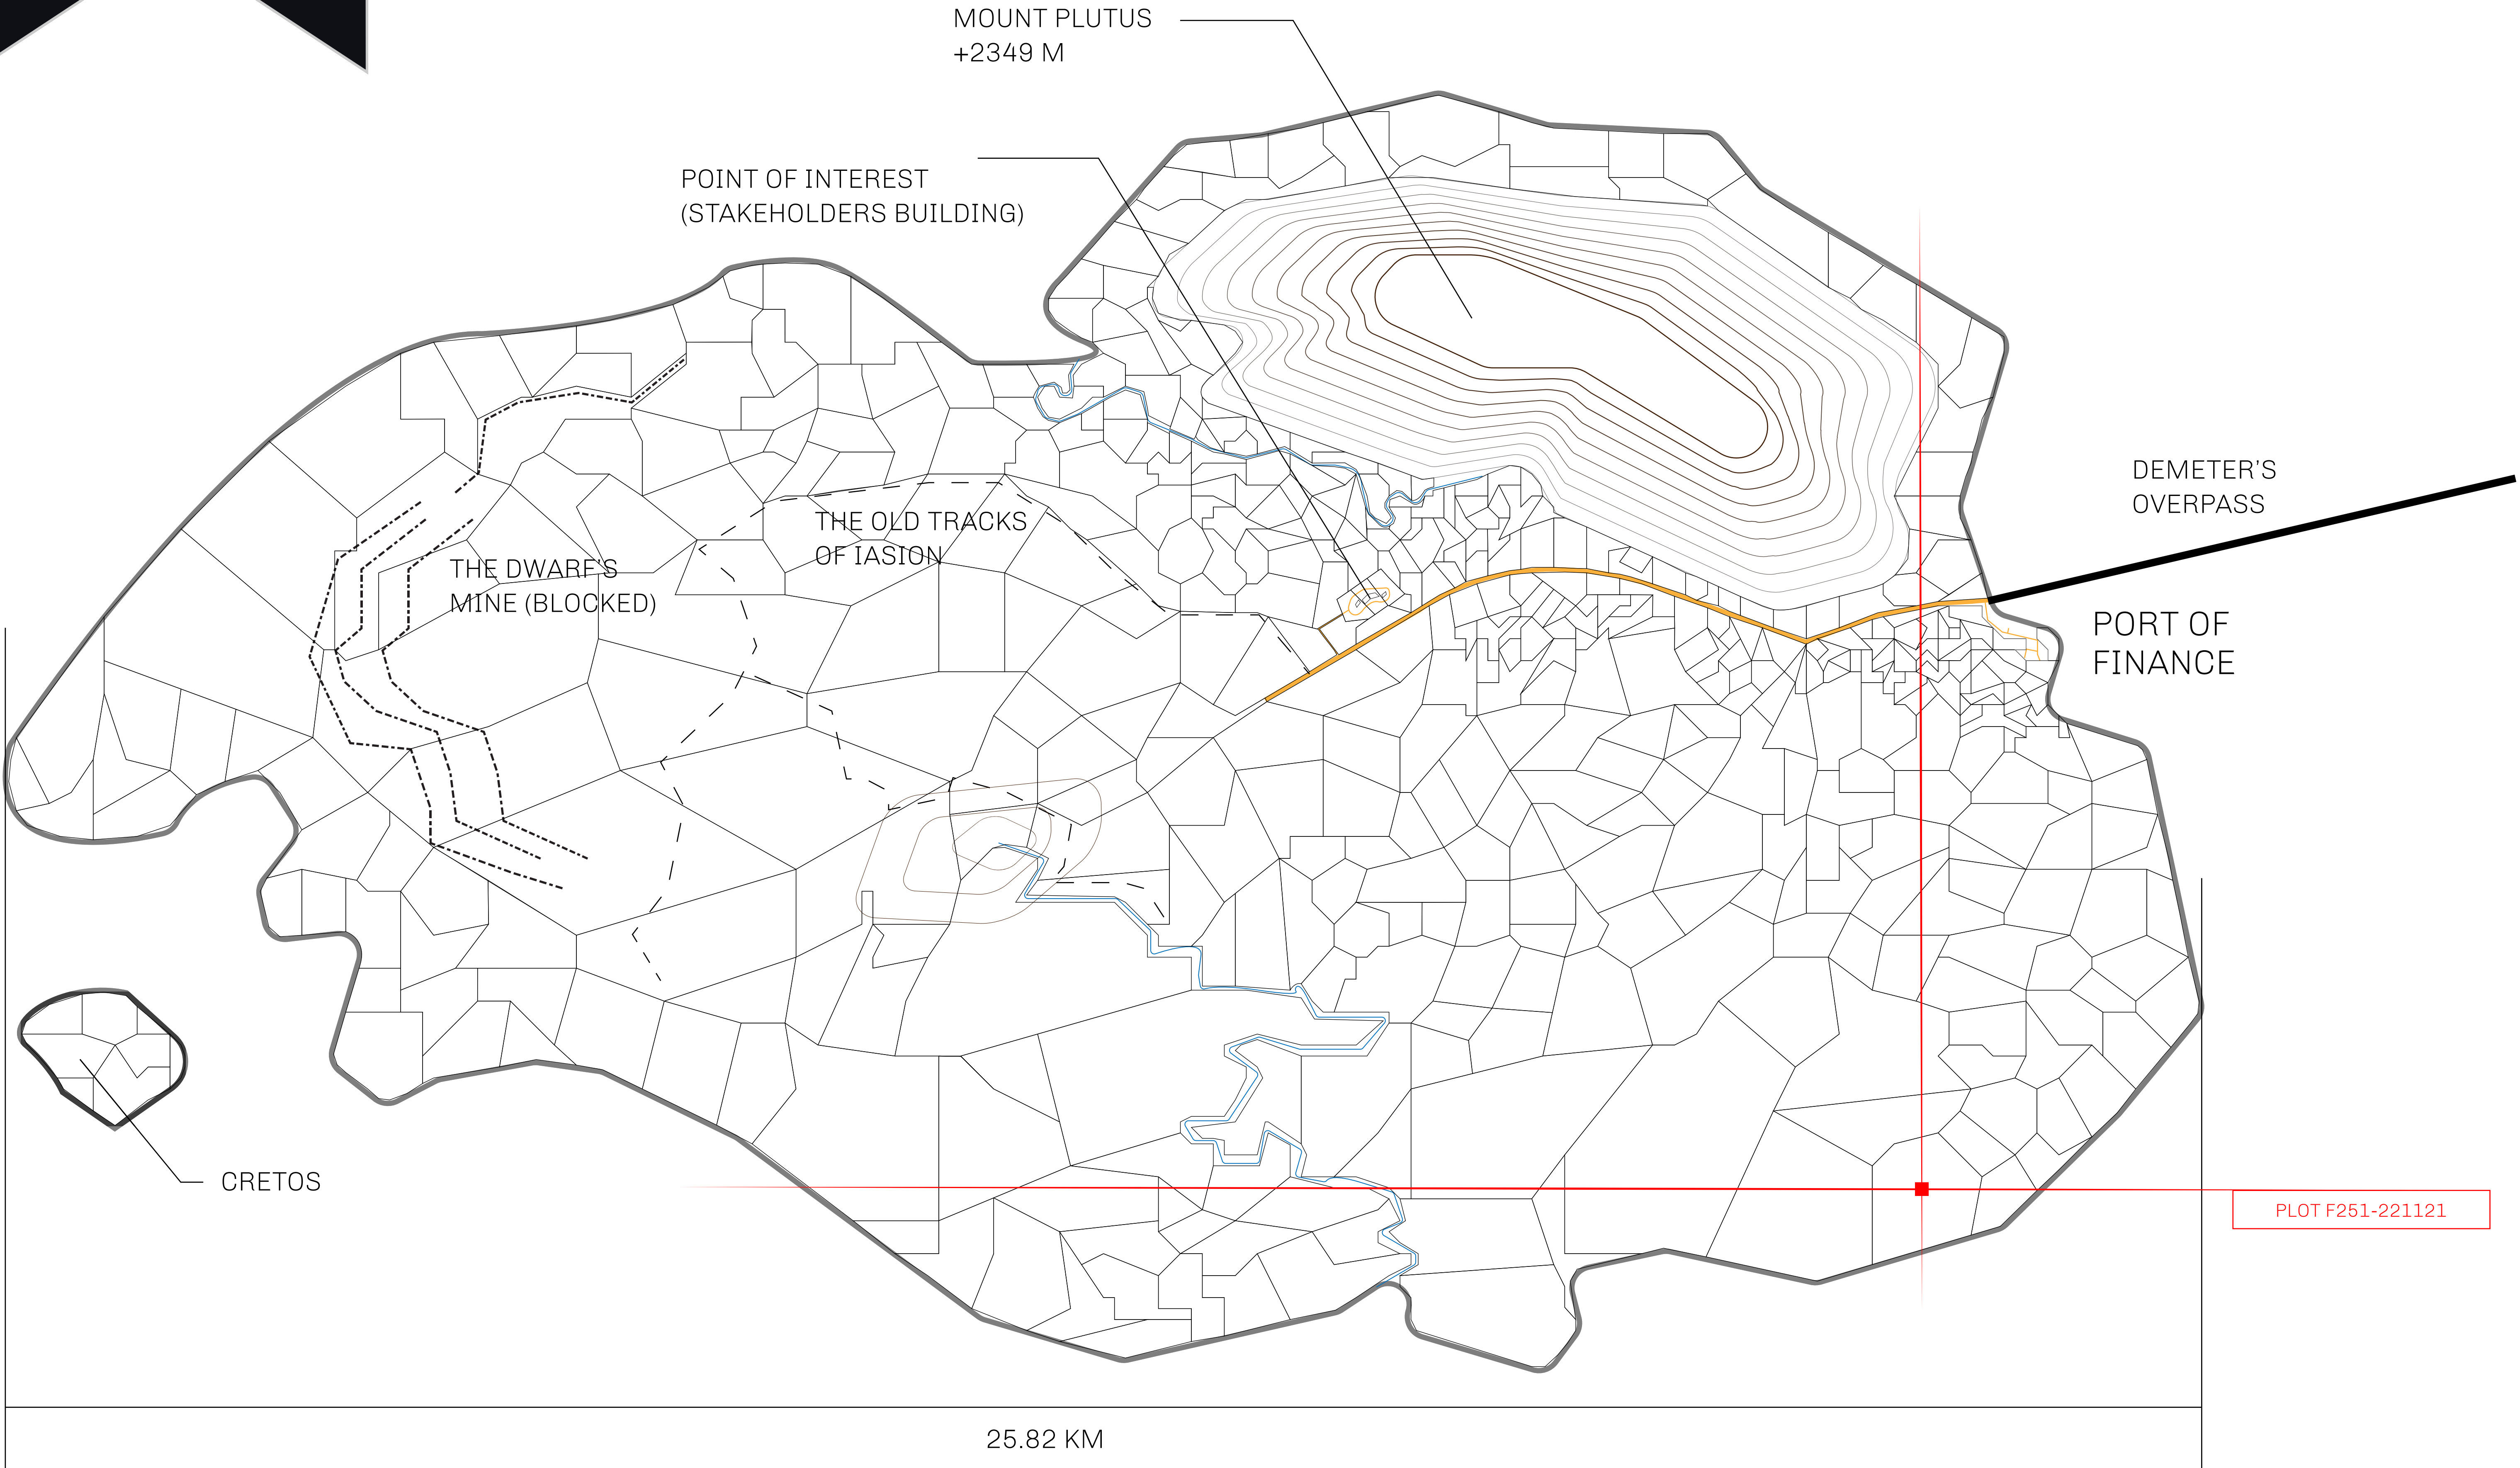 MOUNT PLUTUS
+2349 M
POINT OF INTEREST
(STAKEHOLDERS BUILDING)
DEMETER'S
OVERPASS
THE OLD TRACKS
OF IASION
THE DWARF'S
MINE (BLOCKED)
PORT OF
FINANCE
CRETOS
PLOT F251-221121
25.82 KM